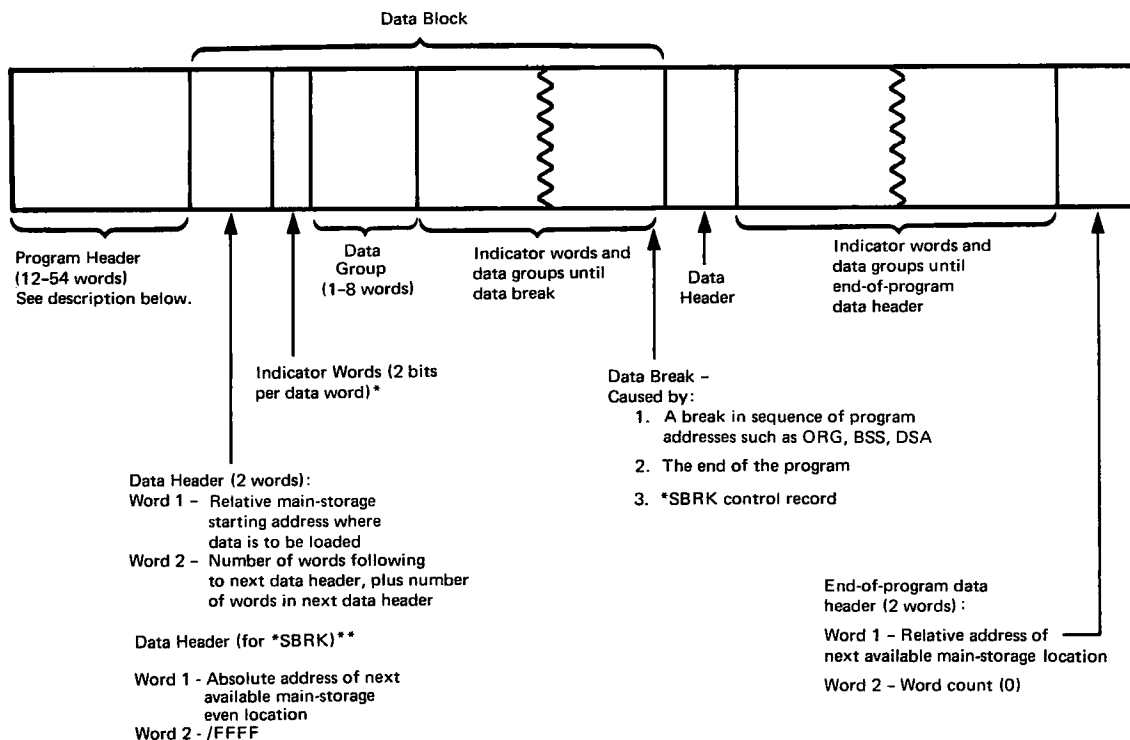 Data Block
Program Header
(12–54 words)
See description below.
Data
Group
(1–8 words)
Indicator words and
data groups until
data break
Data
Header
Indicator words and
data groups until
end-of-program
data header
Indicator Words (2 bits
per data word)*
Data Break –
Caused by:
1. A break in sequence of program
addresses such as ORG, BSS, DSA
2. The end of the program
3. *SBRK control record
Data Header (2 words):
Word 1 – Relative main-storage
starting address where
data is to be loaded
Word 2 – Number of words following
to next data header, plus number
of words in next data header
Data Header (for *SBRK)**
Word 1 - Absolute address of next
available main-storage
even location
Word 2 - /FFFF
End-of-program data
header (2 words) :
Word 1 – Relative address of
next available main-storage location
Word 2 – Word count (0)